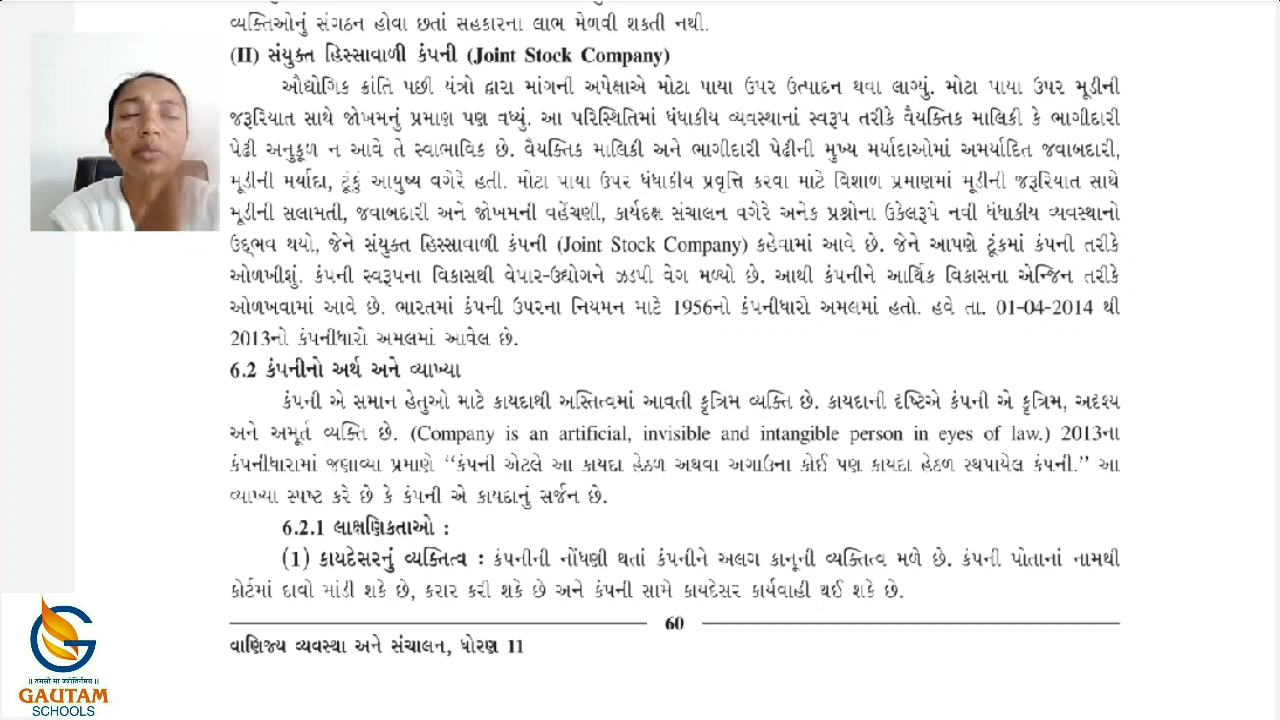 વ્યક્તિઓનું સંગઠન હોવા છતાં સહકારના લાભ મેળવી શકતી નથી.
(II) સંયુક્ત હિસ્સાવાળી કંપની (Joint Stock Company)
ઔદ્યોગિક ક્રાંતિ પછી યંત્રો દ્વારા માંગની અપેક્ષાએ મોટા પાયા ઉપર ઉત્પાદન થવા લાગ્યું. મોટા પાયા ઉપર મૂડીની
જરૂરિયાત સાથે જોખમનું પ્રમાણ પણ વધ્યું. આ પરિસ્થિતિમાં ધંધાકીય વ્યવસ્થાનાં સ્વરૂપ તરીકે વૈયક્તિક માલિકી કે ભાગીદારી
પેઢી અનુકૂળ ન આવે તે સ્વાભાવિક છે. વૈયક્તિક માલિકી અને ભાગીદારી પેઢીની મુખ્ય મર્યાદાઓમાં અમર્યાદિત જવાબદારી,
મૂડીની મર્યાદા, ટૂંકું આયુષ્ય વગેરે હતી. મોટા પાયા ઉપર ધંધાકીય પ્રવૃત્તિ કરવા માટે વિશાળ પ્રમાણમાં મૂડીની જરૂરિયાત સાથે
મૂડીની સલામતી, જવાબદારી અને જોખમની વહેંચણી, કાર્યદક્ષ સંચાલન વગેરે અનેક પ્રશ્નોના ઉકેલરૂપે નવી ધંધાકીય વ્યવસ્થાનો
ઉદ્દભવ થયો, જેને સંયુક્ત હિસ્સાવાળી કંપની (Joint Stock Company) કહેવામાં આવે છે. જેને આપણે ટૂંકમાં કંપની તરીકે
ઓળખીશું. કંપની સ્વરૂપના વિકાસથી વેપાર-ઉદ્યોગને ઝડપી વેગ મળ્યો છે. આથી કંપનીને આર્થિક વિકાસના એન્જિન તરીકે
ઓળખવામાં આવે છે. ભારતમાં કંપની ઉપરના નિયમન માટે 1956નો કંપનીધારો અમલમાં હતો. હવે તા. 01-04-2014 થી
2013નો કંપનીધારો અમલમાં આવેલ છે.
6.2 કંપનીનો અર્થ અને વ્યાખ્યા
કંપની એ સમાન હેતુઓ માટે કાયદાથી અસ્તિત્વમાં આવતી કૃત્રિમ વ્યક્તિ છે. કાયદાની દૃષ્ટિએ કંપની એ કૃત્રિમ, અદૃશ્ય
અને અમૂર્ત વ્યક્તિ છે. (Company is an artificial, invisible and intangible person in eyes of law.) 2013ના
કંપનીધારામાં જણાવ્યા પ્રમાણે “કંપની એટલે આ કાયદા હેઠળ અથવા અગાઉના કોઈ પણ કાયદા હેઠળ સ્થપાયેલ કંપની.” આ
વ્યાખ્યા સ્પષ્ટ કરે છે કે કંપની એ કાયદાનું સર્જન છે.
6.2.1 લાક્ષણિકતાઓ :
(1) કાયદેસરનું વ્યક્તિત્વ : કંપનીની નોંધણી થતાં કંપનીને અલગ કાનૂની વ્યક્તિત્વ મળે છે. કંપની પોતાનાં નામથી
કોર્ટમાં દાવો માંડી શકે છે, કરાર કરી શકે છે અને કંપની સામે કાયદેસર કાર્યવાહી થઈ શકે છે.
60
વાણિજ્ય વ્યવસ્થા અને સંચાલન, ધોરણ 11
॥ तमसो मा ज्योतिर्गमय ॥
GAUTAM
SCHOOLS